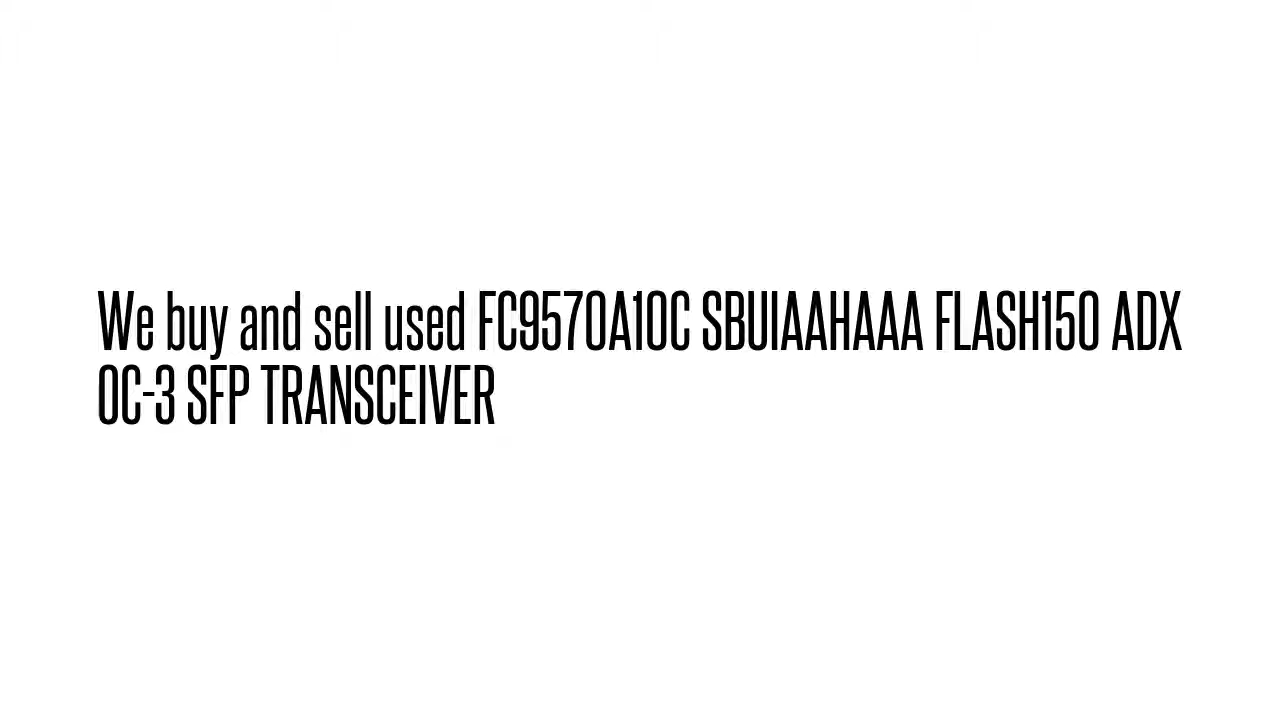 We buy and sell used FC9570A10C SBUIAAHAAA FLASH150 ADX
OC-3 SFP TRANSCEIVER